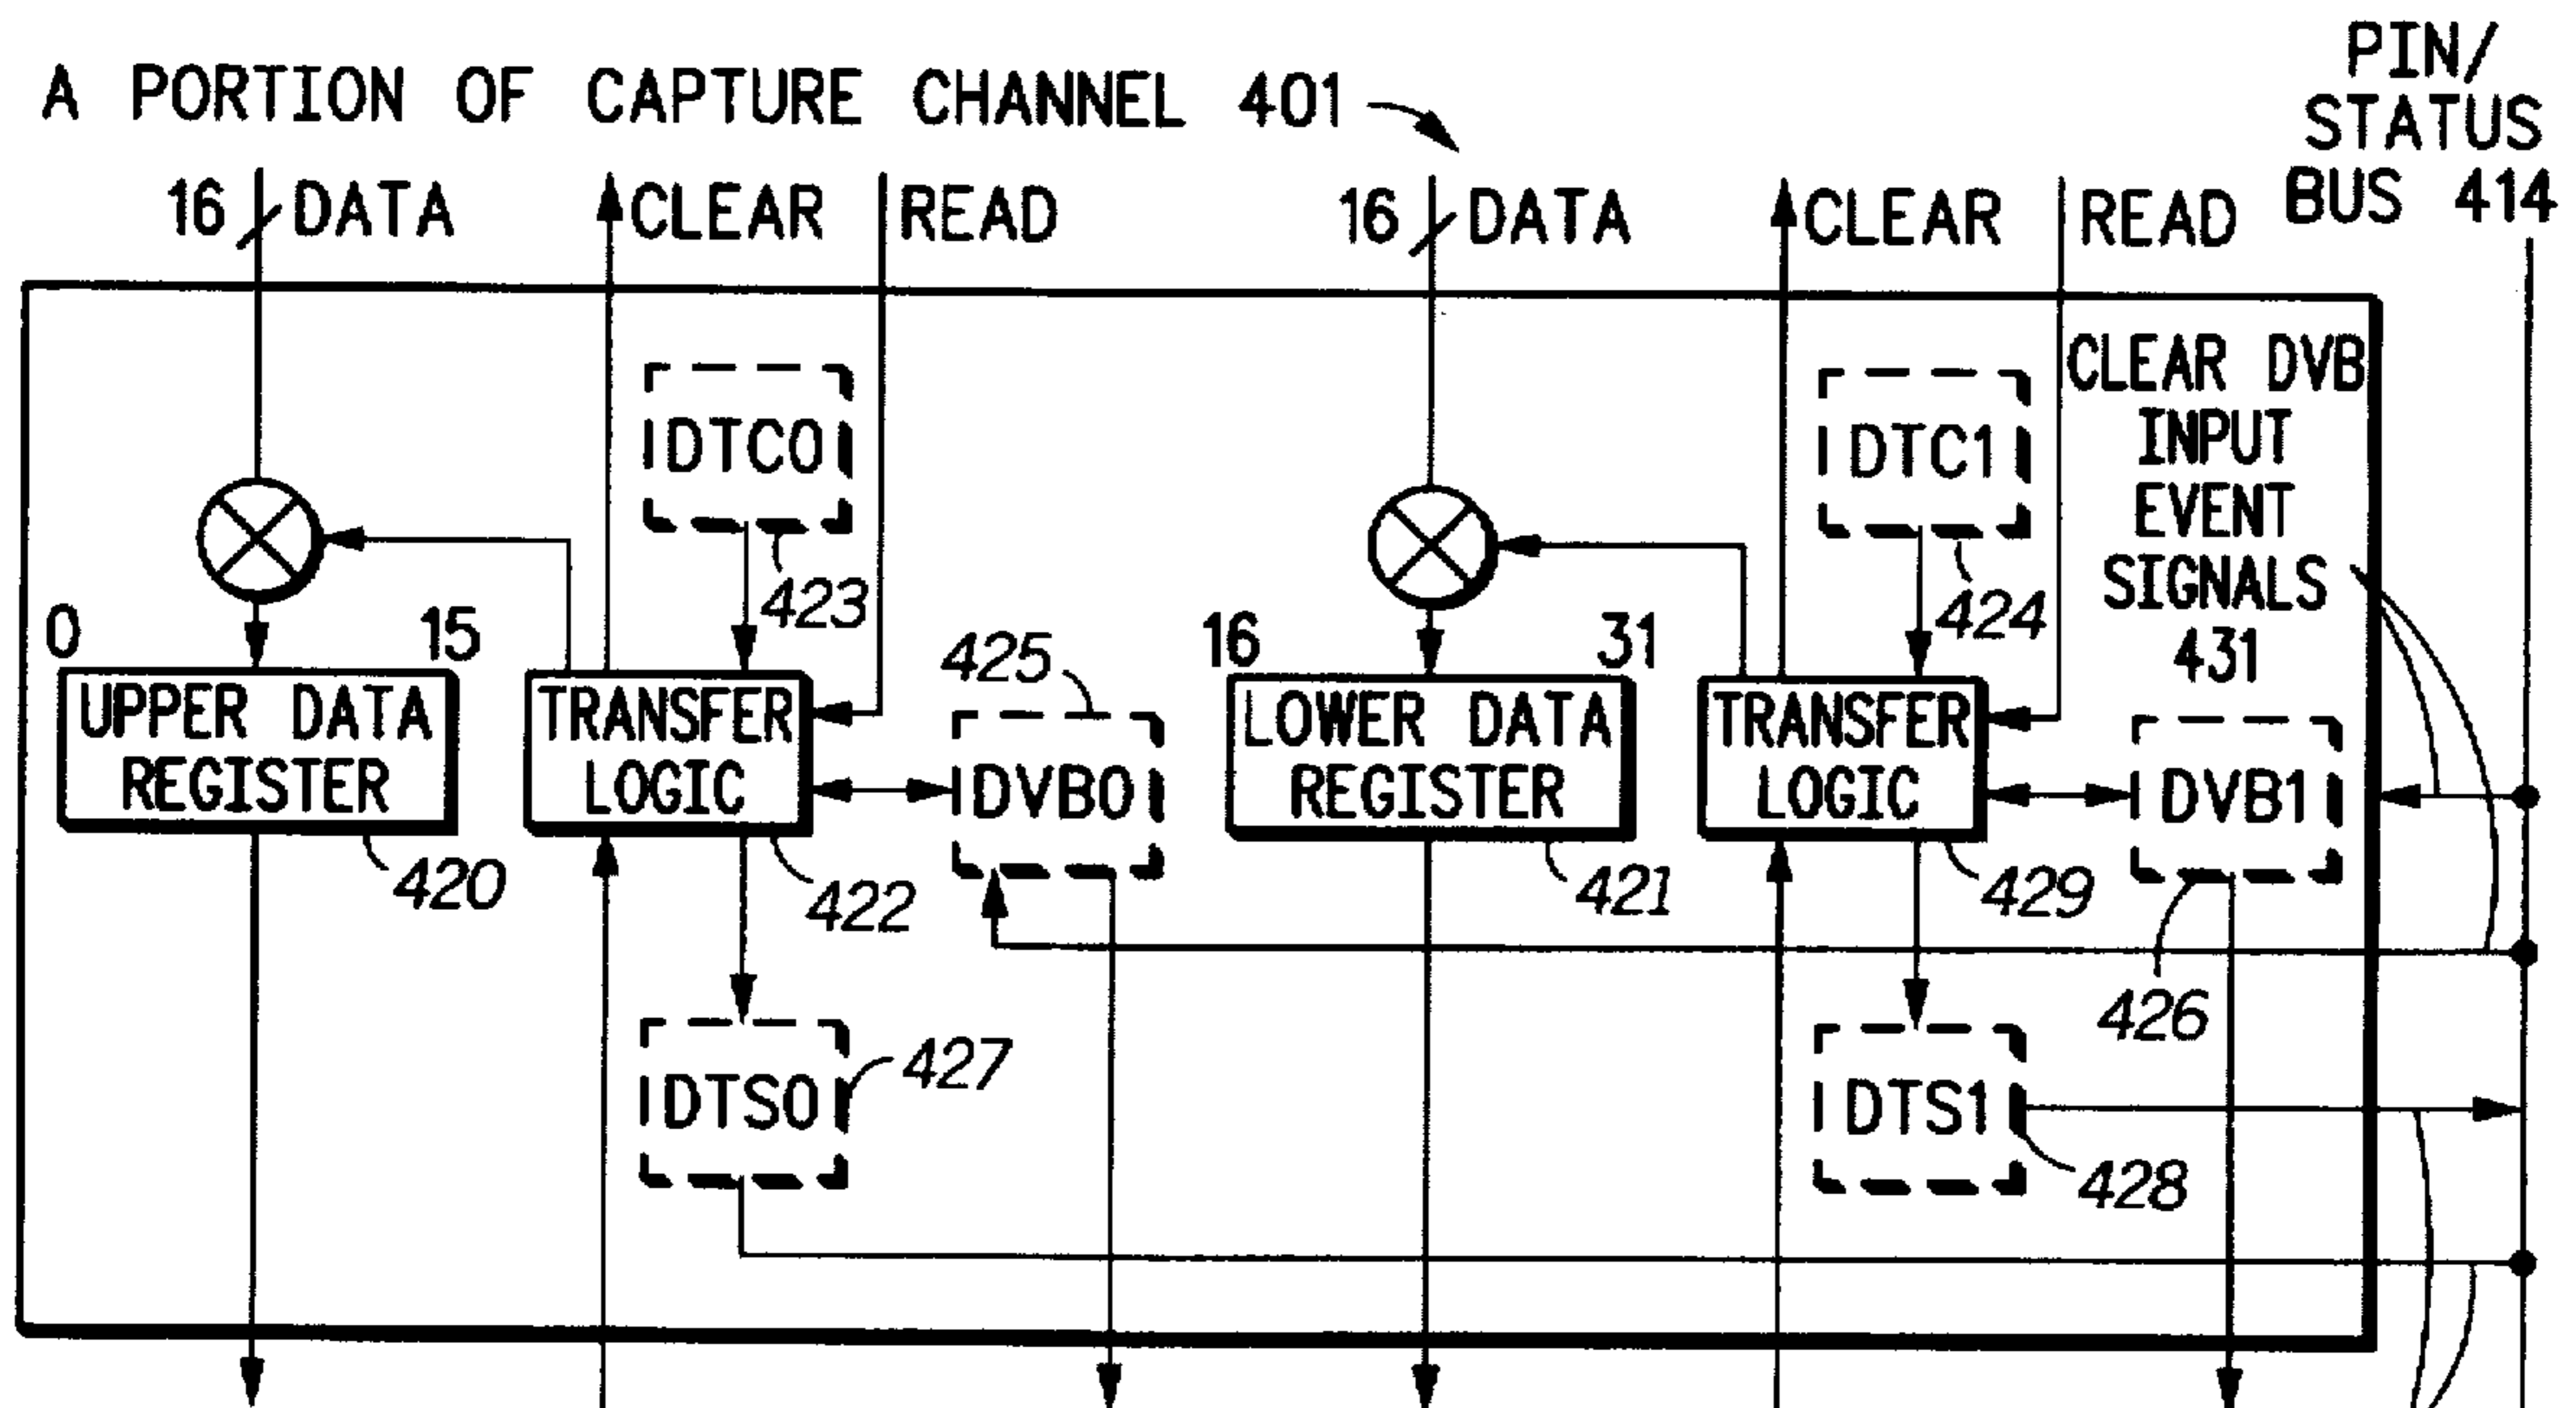 A PORTION OF CAPTURE CHANNEL 401
PIN/
STATUS
BUS 414
16 DATA
CLEAR
READ
16 DATA
CLEAR
READ
DTC0
423
DTC1
424
CLEAR DVB
INPUT
EVENT
SIGNALS
431
0
15
UPPER DATA
REGISTER
420
TRANSFER
LOGIC
422
425
DVB0
16
31
LOWER DATA
REGISTER
421
TRANSFER
LOGIC
429
DVB1
426
DTS0
427
DTS1
428